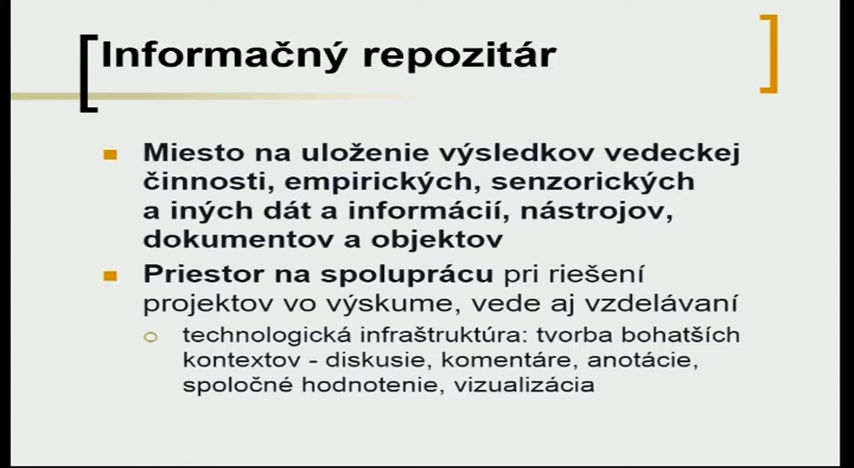 Informačný repozitár
Miesto na uloženie výsledkov vedeckej
činnosti, empirických, senzorických
a iných dát a informácií, nástrojov,
dokumentov a objektov
Priestor na spoluprácu pri riešení
projektov vo výskume, vede aj vzdelávaní
technologická infraštruktúra: tvorba bohatších
kontextov - diskusie, komentáre, anotácie,
spoločné hodnotenie, vizualizácia